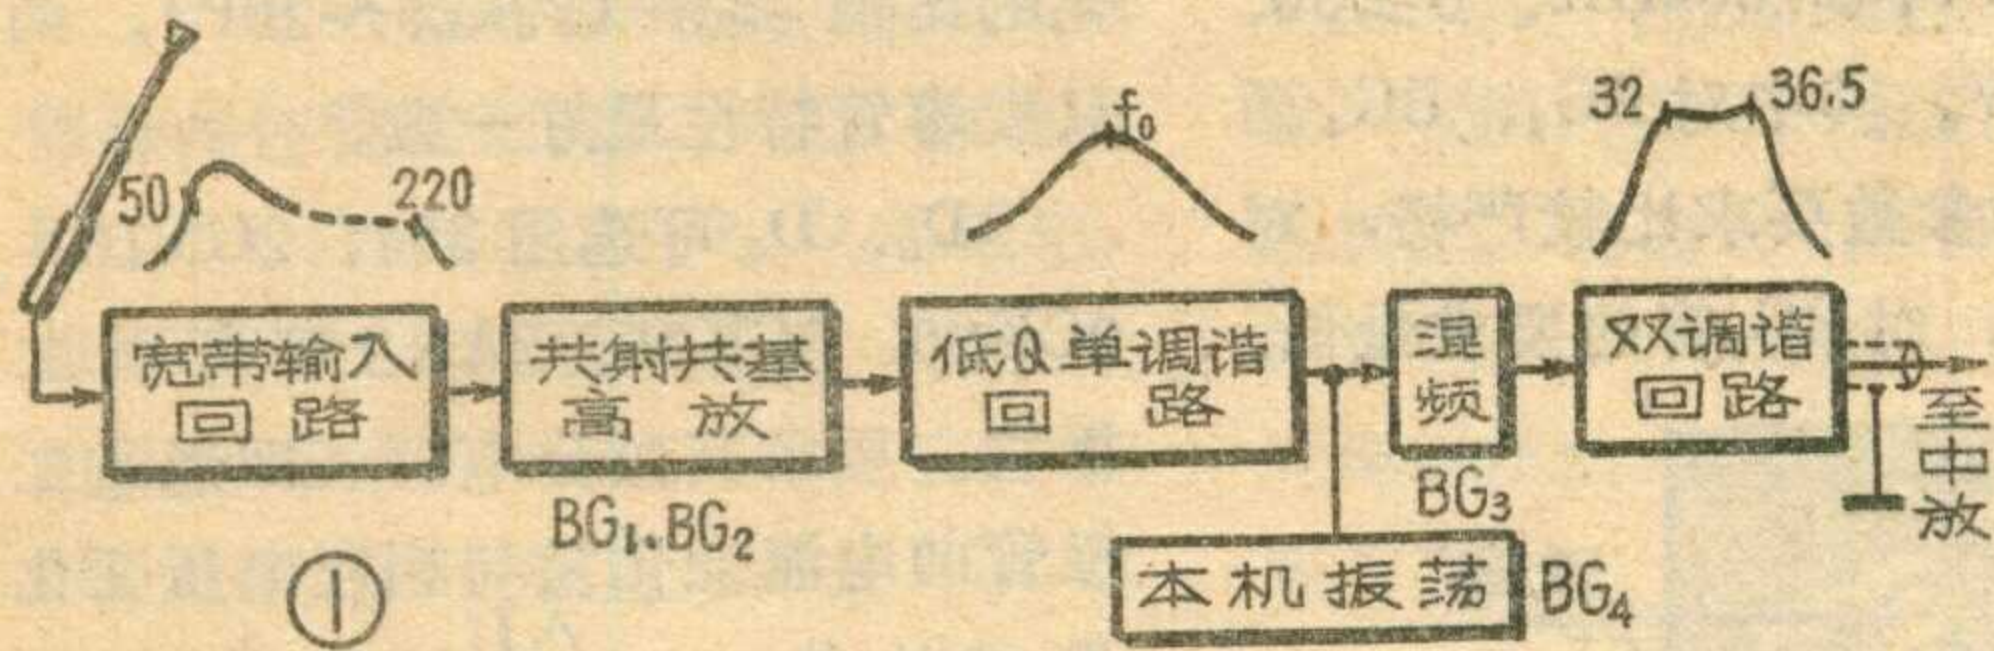 50
220
f₀
32
36.5
宽带输入
回路
共射共基
高放
BG₁、BG₂
低Q单调谐
回路
混
频
BG₃
双调谐
回路
至
中
放
本机振荡
BG₄
①